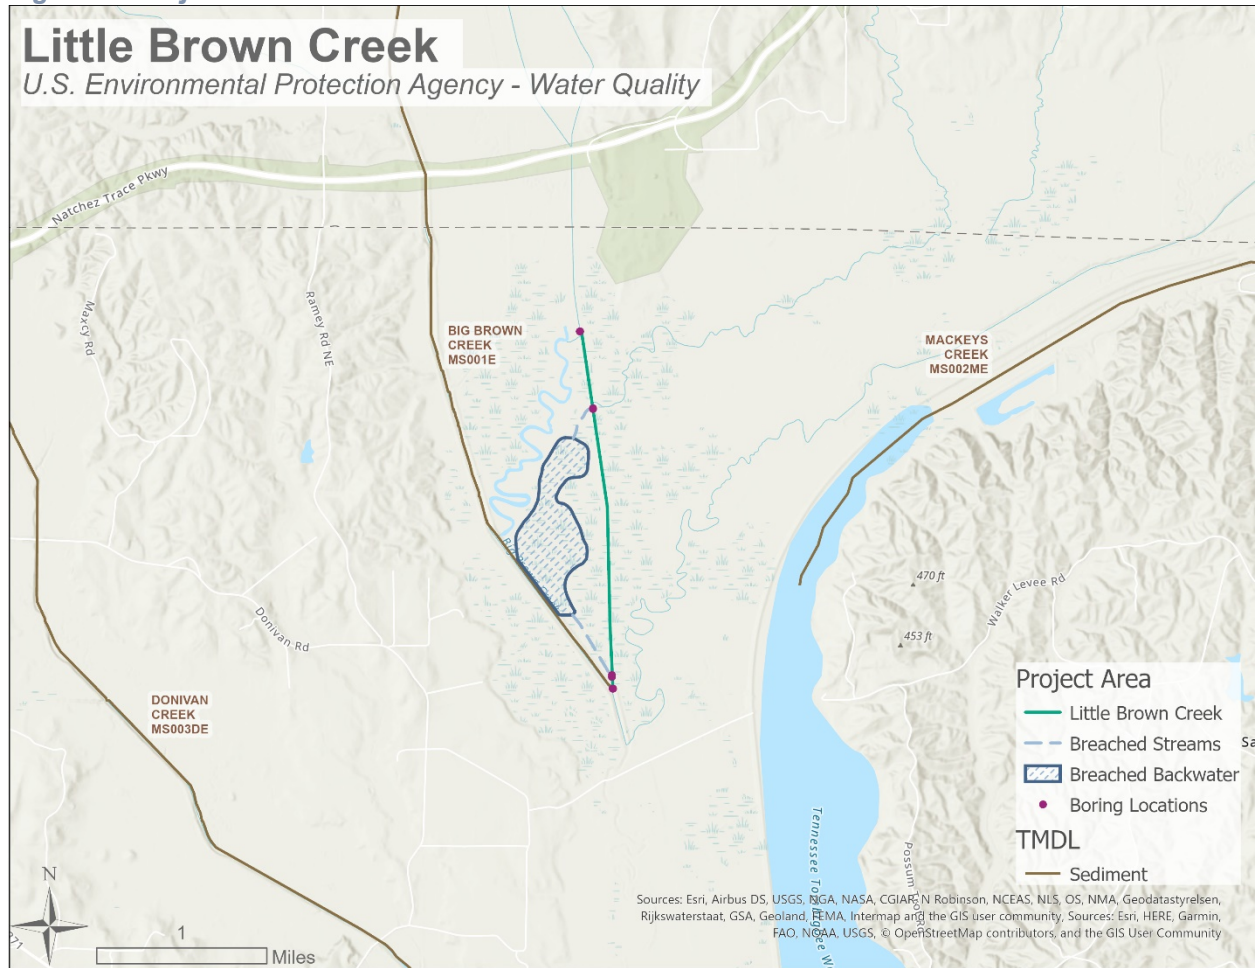 Little Brown Creek
U.S. Environmental Protection Agency - Water Quality
Natchez Trace Pkwy
Maxcy Rd
Ramey Rd NE
BIG BROWN
CREEK
MS001E
MACKEYS
CREEK
MS002ME
470 ft
Walker Levee Rd
453 ft
Donivan Rd
DONIVAN
CREEK
MS003DE
Project Area
Little Brown Creek
Breached Streams
Sa
Breached Backwater
Boring Locations
TMDL
Sediment
Possum
Tennessee Tombigbee W
N
1
Miles
271
Sources: Esri, Airbus DS, USGS, NGA, NASA, CGIAR, N Robinson, NCEAS, NLS, OS, NMA, Geodatastyrelsen,
Rijkswaterstaat, GSA, Geoland, FEMA, Intermap and the GIS user community, Sources: Esri, HERE, Garmin,
FAO, NOAA, USGS, © OpenStreetMap contributors, and the GIS User Community